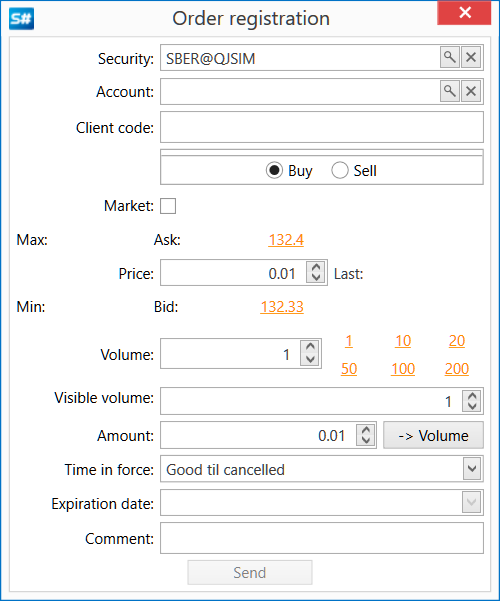 S# Order registration
Security: SBER@QJSIM
Account:
Client code:
Buy Sell
Market:
Max: Ask: 132.4
Price: 0.01 Last:
Min: Bid: 132.33
Volume: 1 1 10 20
50 100 200
Visible volume: 1
Amount: 0.01 -> Volume
Time in force: Good til cancelled
Expiration date:
Comment:
Send